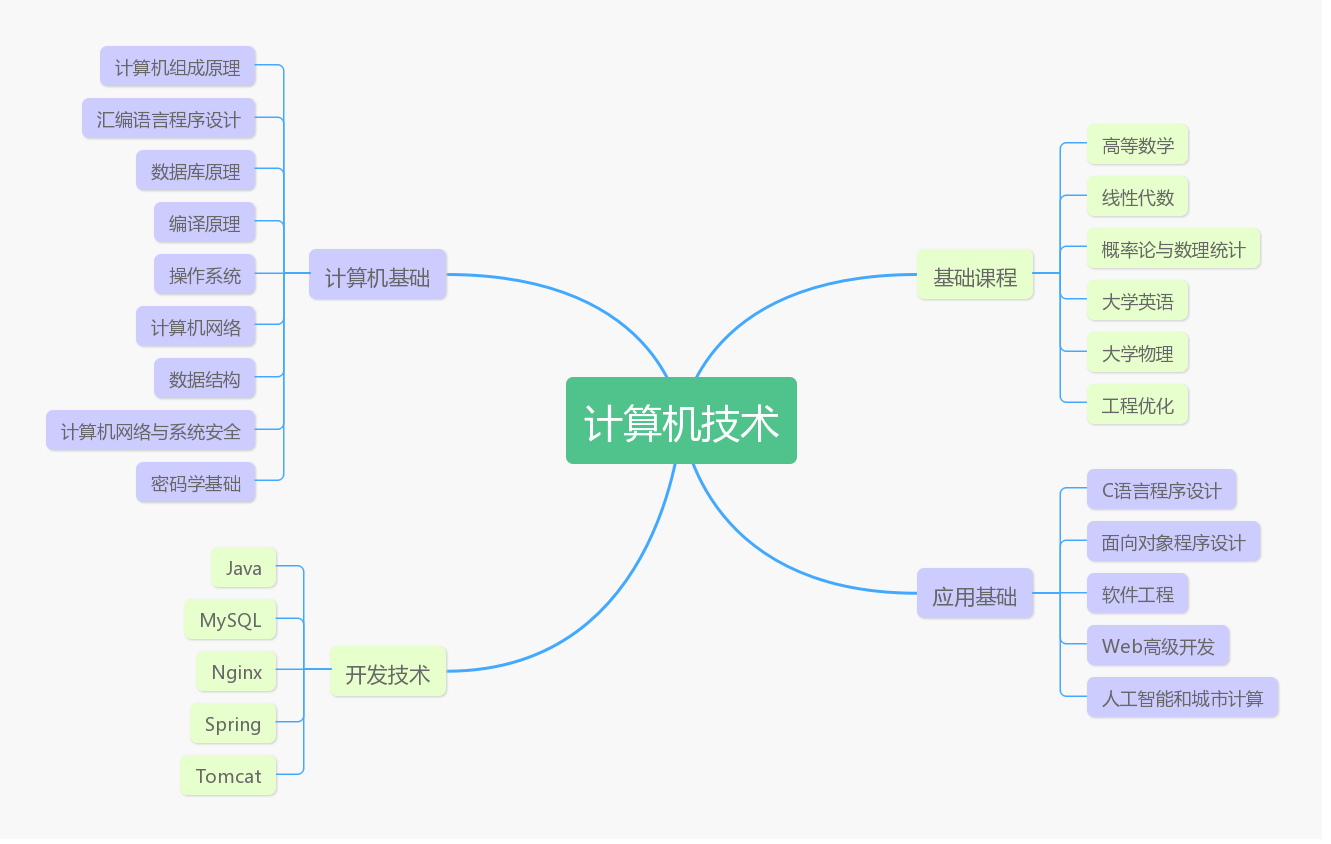 计算机技术
计算机基础
计算机组成原理
汇编语言程序设计
数据库原理
编译原理
操作系统
计算机网络
数据结构
计算机网络与系统安全
密码学基础
开发技术
Java
MySQL
Nginx
Spring
Tomcat
基础课程
高等数学
线性代数
概率论与数理统计
大学英语
大学物理
工程优化
应用基础
C语言程序设计
面向对象程序设计
软件工程
Web高级开发
人工智能和城市计算